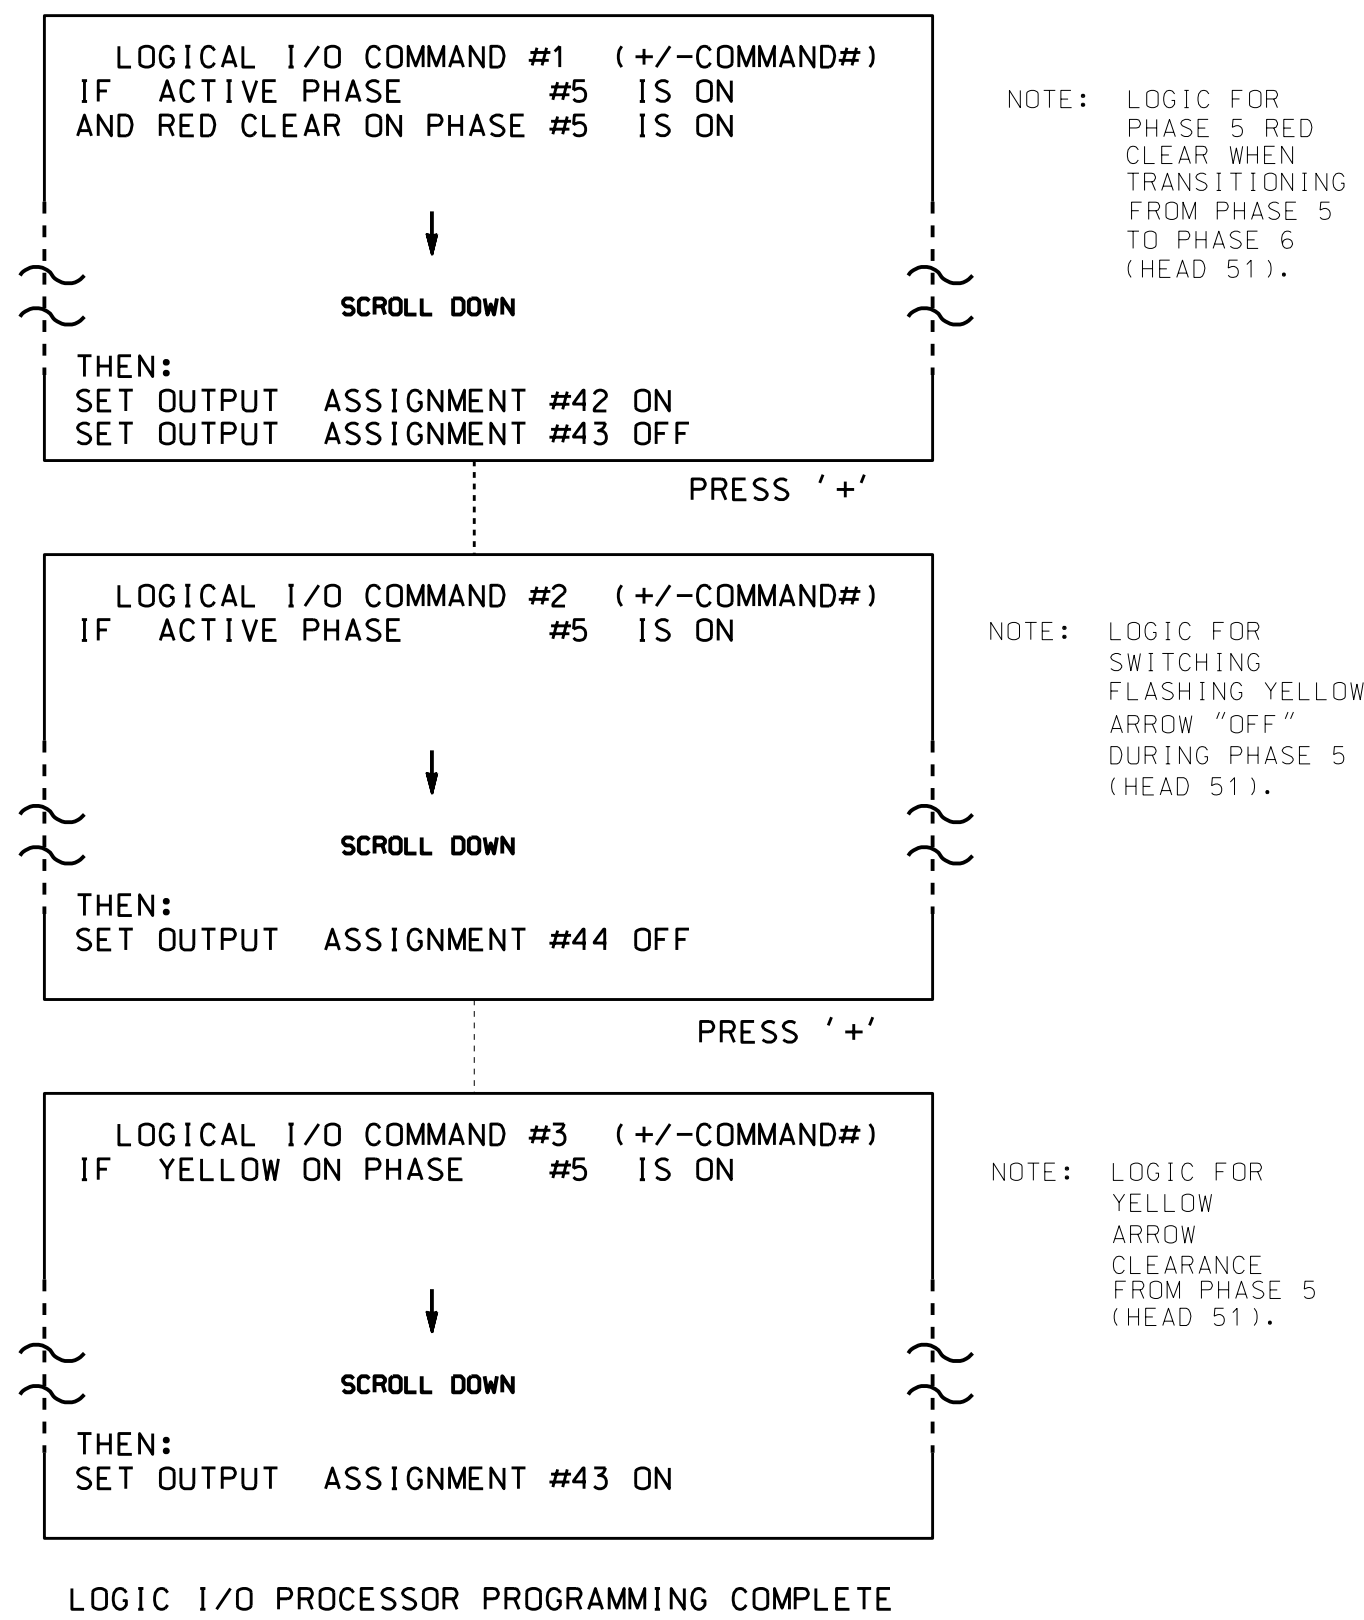 LOGICAL I/O COMMAND #1 (+/-COMMAND#)
IF ACTIVE PHASE #5 IS ON
AND RED CLEAR ON PHASE #5 IS ON
SCROLL DOWN
THEN:
SET OUTPUT ASSIGNMENT #42 ON
SET OUTPUT ASSIGNMENT #43 OFF
NOTE: LOGIC FOR
PHASE 5 RED
CLEAR WHEN
TRANSITIONING
FROM PHASE 5
TO PHASE 6
(HEAD 51).
PRESS '+'
LOGICAL I/O COMMAND #2 (+/-COMMAND#)
IF ACTIVE PHASE #5 IS ON
SCROLL DOWN
THEN:
SET OUTPUT ASSIGNMENT #44 OFF
NOTE: LOGIC FOR
SWITCHING
FLASHING YELLOW
ARROW "OFF"
DURING PHASE 5
(HEAD 51).
PRESS '+'
LOGICAL I/O COMMAND #3 (+/-COMMAND#)
IF YELLOW ON PHASE #5 IS ON
SCROLL DOWN
THEN:
SET OUTPUT ASSIGNMENT #43 ON
NOTE: LOGIC FOR
YELLOW
ARROW
CLEARANCE
FROM PHASE 5
(HEAD 51).
LOGIC I/O PROCESSOR PROGRAMMING COMPLETE